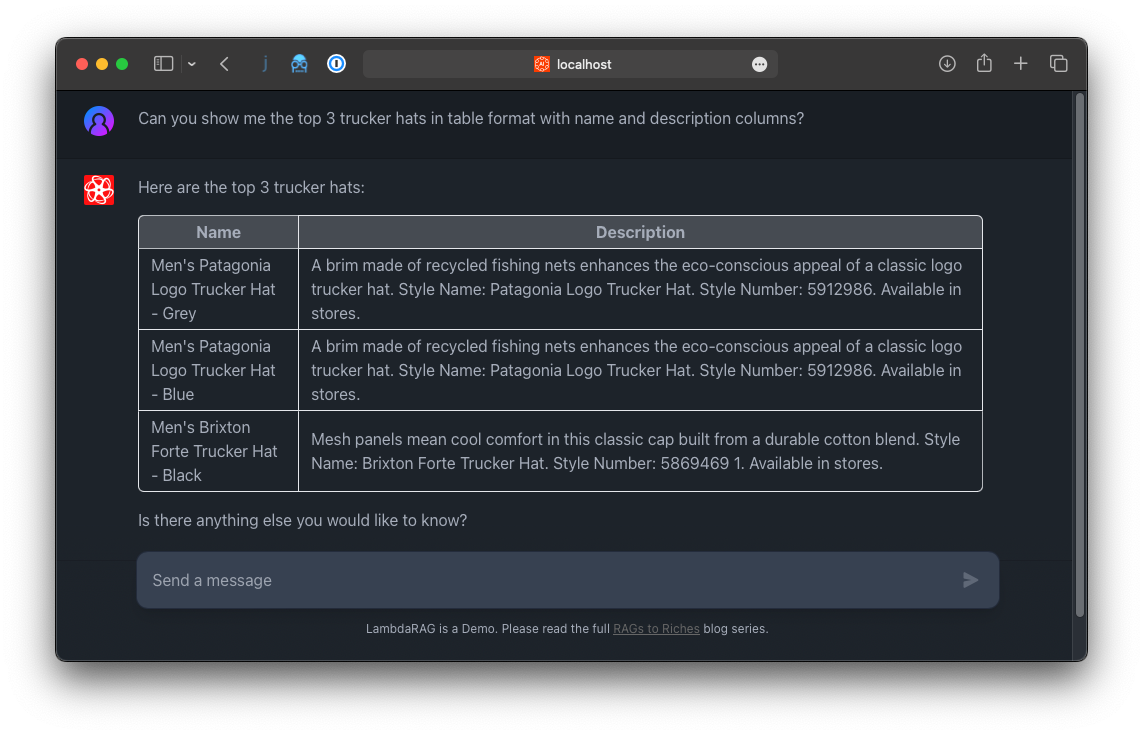 localhost
Can you show me the top 3 trucker hats in table format with name and description columns?
Here are the top 3 trucker hats:
Name Description
Men's Patagonia
Logo Trucker Hat
- Grey
A brim made of recycled fishing nets enhances the eco-conscious appeal of a classic logo
trucker hat. Style Name: Patagonia Logo Trucker Hat. Style Number: 5912986. Available in
stores.
Men's Patagonia
Logo Trucker Hat
- Blue
A brim made of recycled fishing nets enhances the eco-conscious appeal of a classic logo
trucker hat. Style Name: Patagonia Logo Trucker Hat. Style Number: 5912986. Available in
stores.
Men's Brixton
Forte Trucker Hat
- Black
Mesh panels mean cool comfort in this classic cap built from a durable cotton blend. Style
Name: Brixton Forte Trucker Hat. Style Number: 5869469 1. Available in stores.
Is there anything else you would like to know?
Send a message
LambdaRAG is a Demo. Please read the full RAGs to Riches blog series.